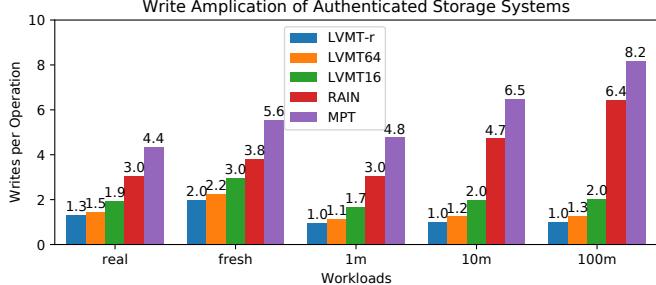 Write Amplication of Authenticated Storage Systems
10
8
6
4
2
0
Writes per Operation
LVMT-r
LVMT64
LVMT16
RAIN
MPT
1.3 1.5 1.9 3.0 4.4
2.0 2.2 3.0 3.8 5.6
1.0 1.1 1.7 3.0 4.8
1.0 1.2 2.0 4.7 6.5
1.0 1.3 2.0 6.4 8.2
real fresh 1m 10m 100m
Workloads